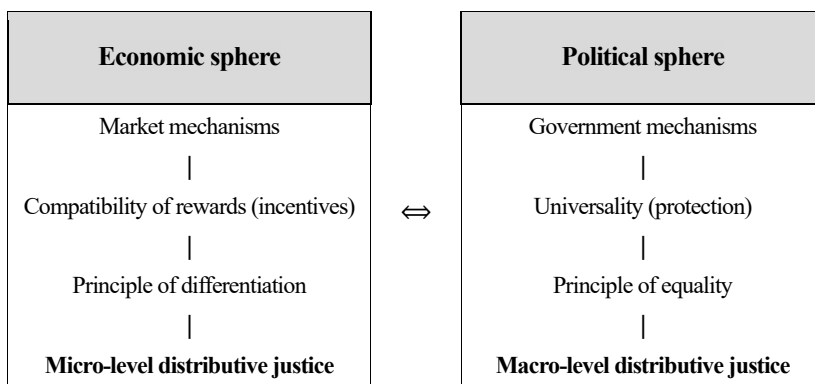 Economic sphere
Market mechanisms
|
Compatibility of rewards (incentives)
|
Principle of differentiation
|
Micro-level distributive justice
⇔
Political sphere
Government mechanisms
|
Universality (protection)
|
Principle of equality
|
Macro-level distributive justice